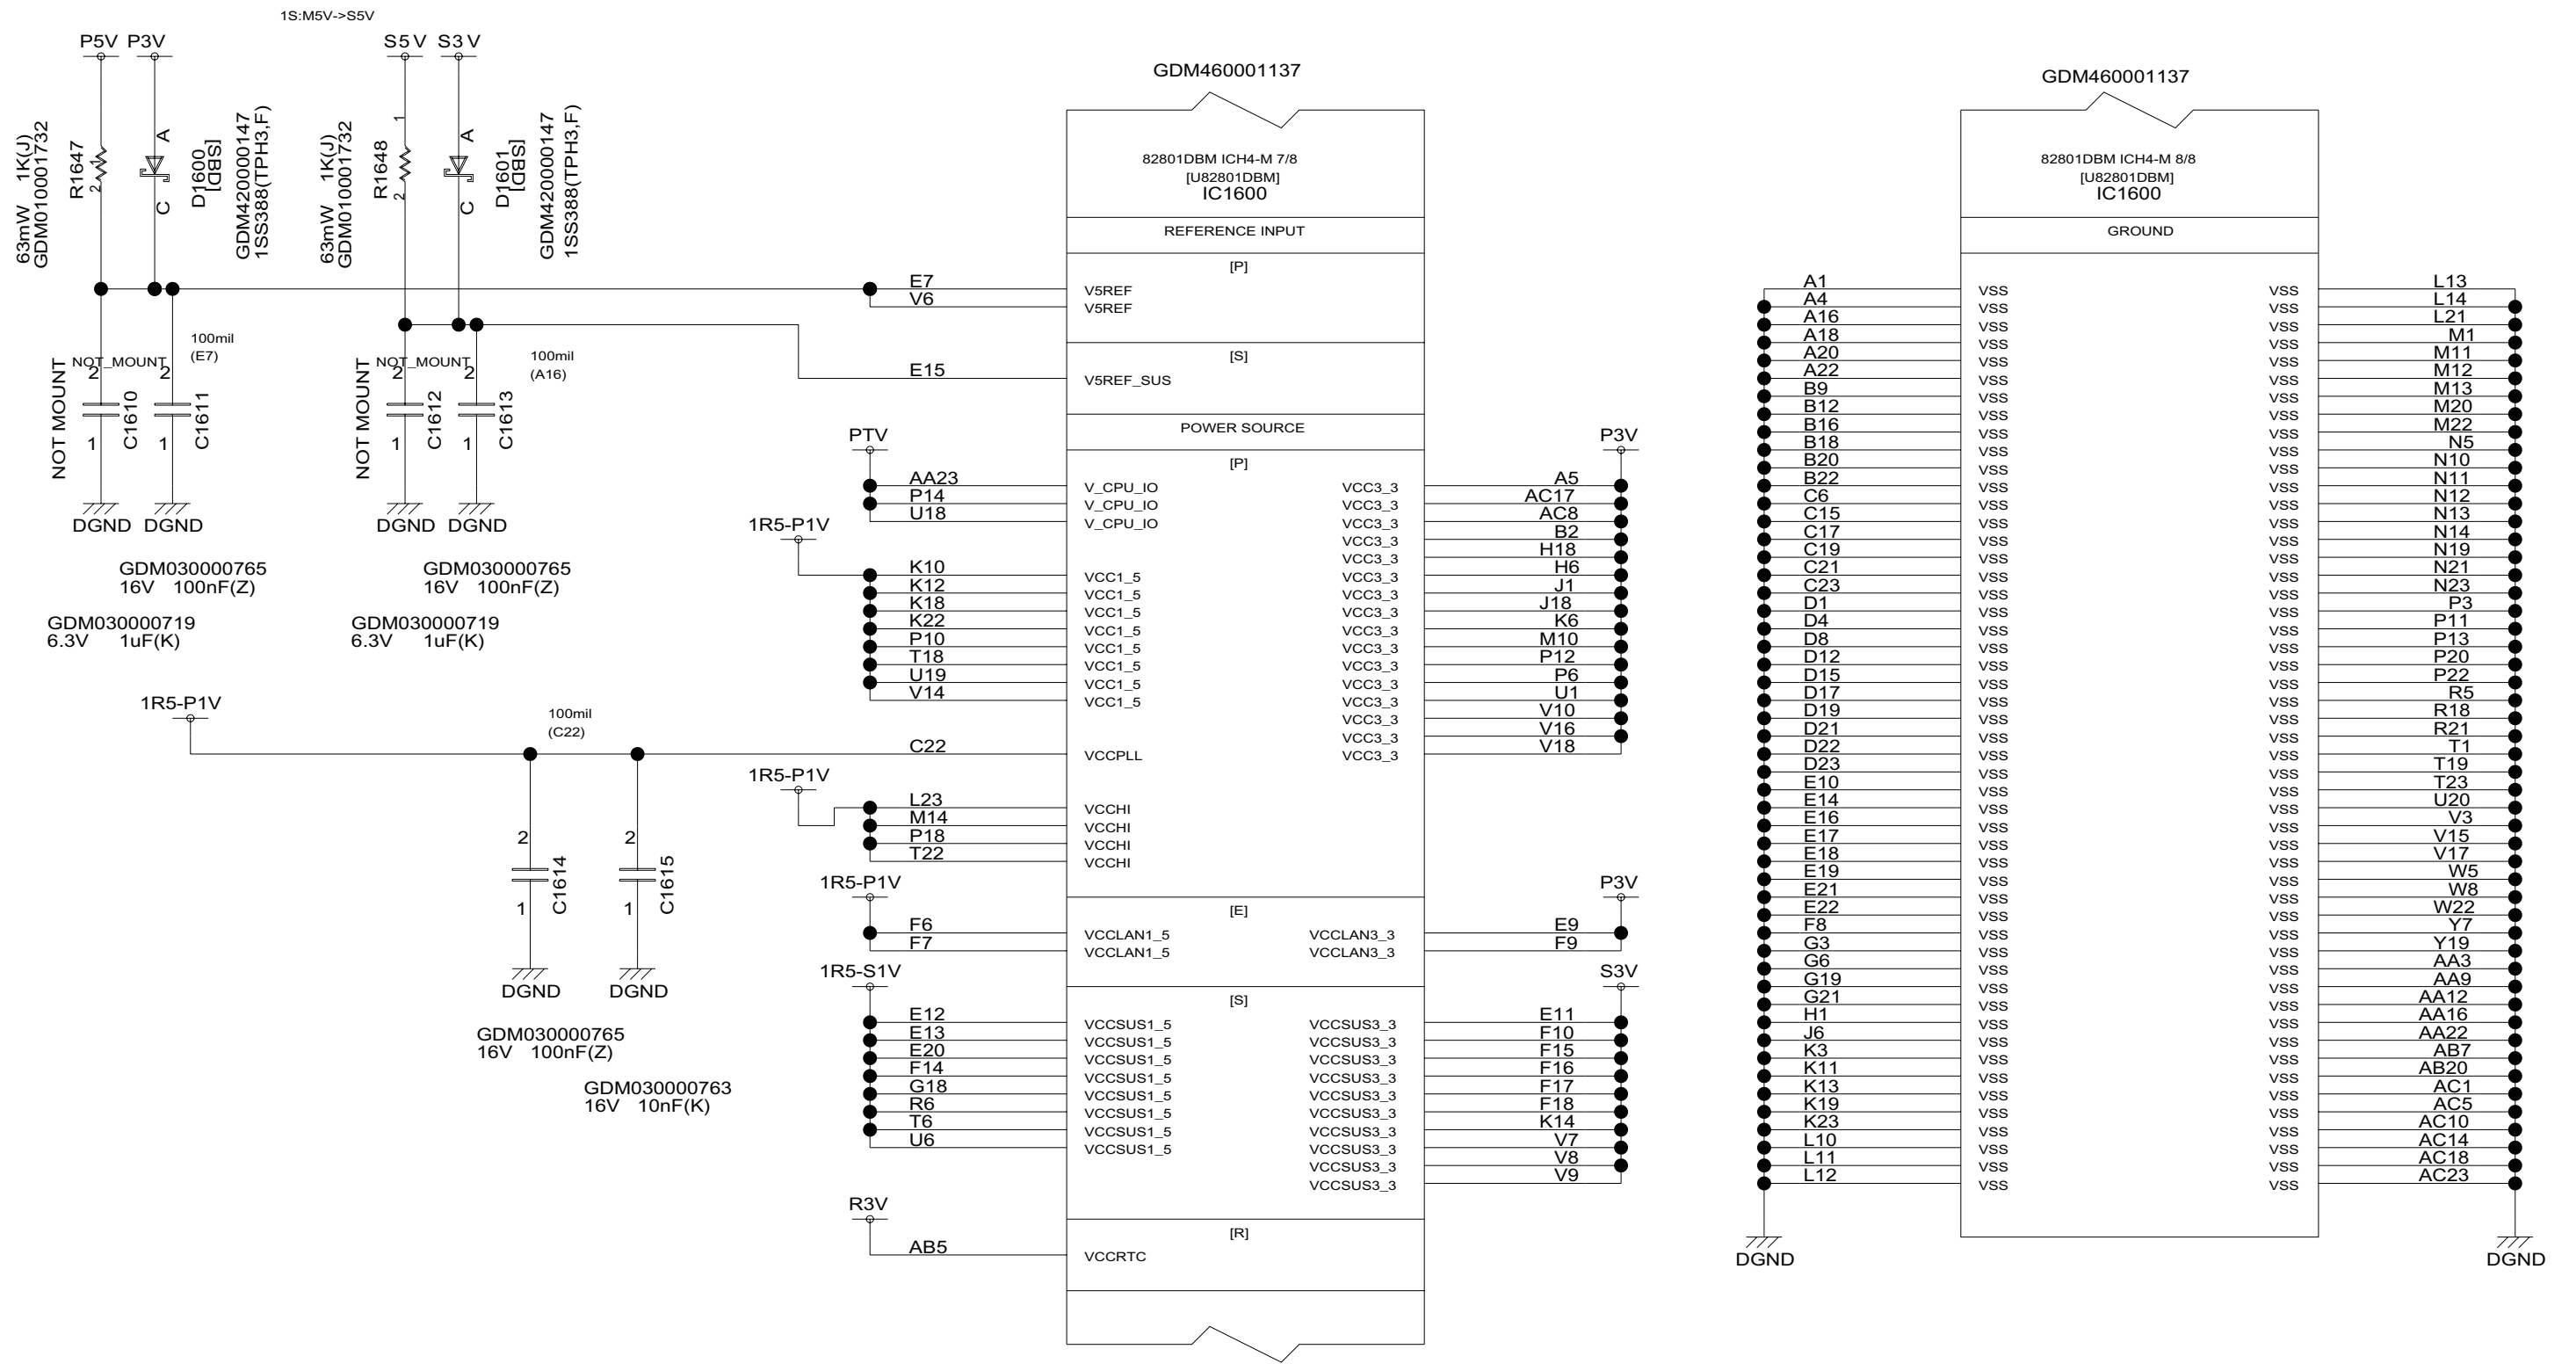 1S:M5V->S5V
P5V P3V
S5V S3V
63mW 1K(J)
GDM010001732
R1647
1
2
A
C
D1600
[SBD]
GDM420000147
1SS388(TPH3,F)
63mW 1K(J)
GDM010001732
R1648
1
2
A
C
D1601
[SBD]
GDM420000147
1SS388(TPH3,F)
100mil
(E7)
100mil
(A16)
NOT MOUNT
NOT_MOUNT
2
1
C1610
2
1
C1611
NOT MOUNT
NOT_MOUNT
2
1
C1612
2
1
C1613
DGND DGND
DGND DGND
GDM030000765
16V 100nF(Z)
GDM030000719
6.3V 1uF(K)
GDM030000765
16V 100nF(Z)
GDM030000719
6.3V 1uF(K)
1R5-P1V
100mil
(C22)
2
1
C1614
2
1
C1615
DGND DGND
GDM030000765
16V 100nF(Z)
GDM030000763
16V 10nF(K)
GDM460001137
82801DBM ICH4-M 7/8
[U82801DBM]
IC1600
REFERENCE INPUT
[P]
E7 V5REF
V6 V5REF
[S]
E15 V5REF_SUS
POWER SOURCE
[P]
PTV
AA23 V_CPU_IO
P14 V_CPU_IO
U18 V_CPU_IO
1R5-P1V
K10 VCC1_5
K12 VCC1_5
K18 VCC1_5
K22 VCC1_5
P10 VCC1_5
T18 VCC1_5
U19 VCC1_5
V14 VCC1_5
C22 VCCPLL
1R5-P1V
L23 VCCHI
M14 VCCHI
P18 VCCHI
T22 VCCHI
P3V
VCC3_3 A5
VCC3_3 AC17
VCC3_3 AC8
VCC3_3 B2
VCC3_3 H18
VCC3_3 H6
VCC3_3 J1
VCC3_3 J18
VCC3_3 K6
VCC3_3 M10
VCC3_3 P12
VCC3_3 P6
VCC3_3 U1
VCC3_3 V10
VCC3_3 V16
VCC3_3 V18
1R5-P1V
[E]
P3V
F6 VCCLAN1_5 VCCLAN3_3 E9
F7 VCCLAN1_5 VCCLAN3_3 F9
1R5-S1V
[S]
S3V
E12 VCCSUS1_5 VCCSUS3_3 E11
E13 VCCSUS1_5 VCCSUS3_3 F10
E20 VCCSUS1_5 VCCSUS3_3 F15
F14 VCCSUS1_5 VCCSUS3_3 F16
G18 VCCSUS1_5 VCCSUS3_3 F17
R6 VCCSUS1_5 VCCSUS3_3 F18
T6 VCCSUS1_5 VCCSUS3_3 K14
U6 VCCSUS1_5 VCCSUS3_3 V7
VCCSUS3_3 V8
VCCSUS3_3 V9
R3V
[R]
AB5 VCCRTC
GDM460001137
82801DBM ICH4-M 8/8
[U82801DBM]
IC1600
GROUND
A1 VSS VSS L13
A4 VSS VSS L14
A16 VSS VSS L21
A18 VSS VSS M1
A20 VSS VSS M11
A22 VSS VSS M12
B9 VSS VSS M13
B12 VSS VSS M20
B16 VSS VSS M22
B18 VSS VSS N5
B20 VSS VSS N10
B22 VSS VSS N11
C6 VSS VSS N12
C15 VSS VSS N13
C17 VSS VSS N14
C19 VSS VSS N19
C21 VSS VSS N21
C23 VSS VSS N23
D1 VSS VSS P3
D4 VSS VSS P11
D8 VSS VSS P13
D12 VSS VSS P20
D15 VSS VSS P22
D17 VSS VSS R5
D19 VSS VSS R18
D21 VSS VSS R21
D22 VSS VSS T1
D23 VSS VSS T19
E10 VSS VSS T23
E14 VSS VSS U20
E16 VSS VSS V3
E17 VSS VSS V15
E18 VSS VSS V17
E19 VSS VSS W5
E21 VSS VSS W8
E22 VSS VSS W22
F8 VSS VSS Y7
G3 VSS VSS Y19
G6 VSS VSS AA3
G19 VSS VSS AA9
G21 VSS VSS AA12
H1 VSS VSS AA16
J6 VSS VSS AA22
K3 VSS VSS AB7
K11 VSS VSS AB20
K13 VSS VSS AC1
K19 VSS VSS AC5
K23 VSS VSS AC10
L10 VSS VSS AC14
L11 VSS VSS AC18
L12 VSS VSS AC23
DGND DGND